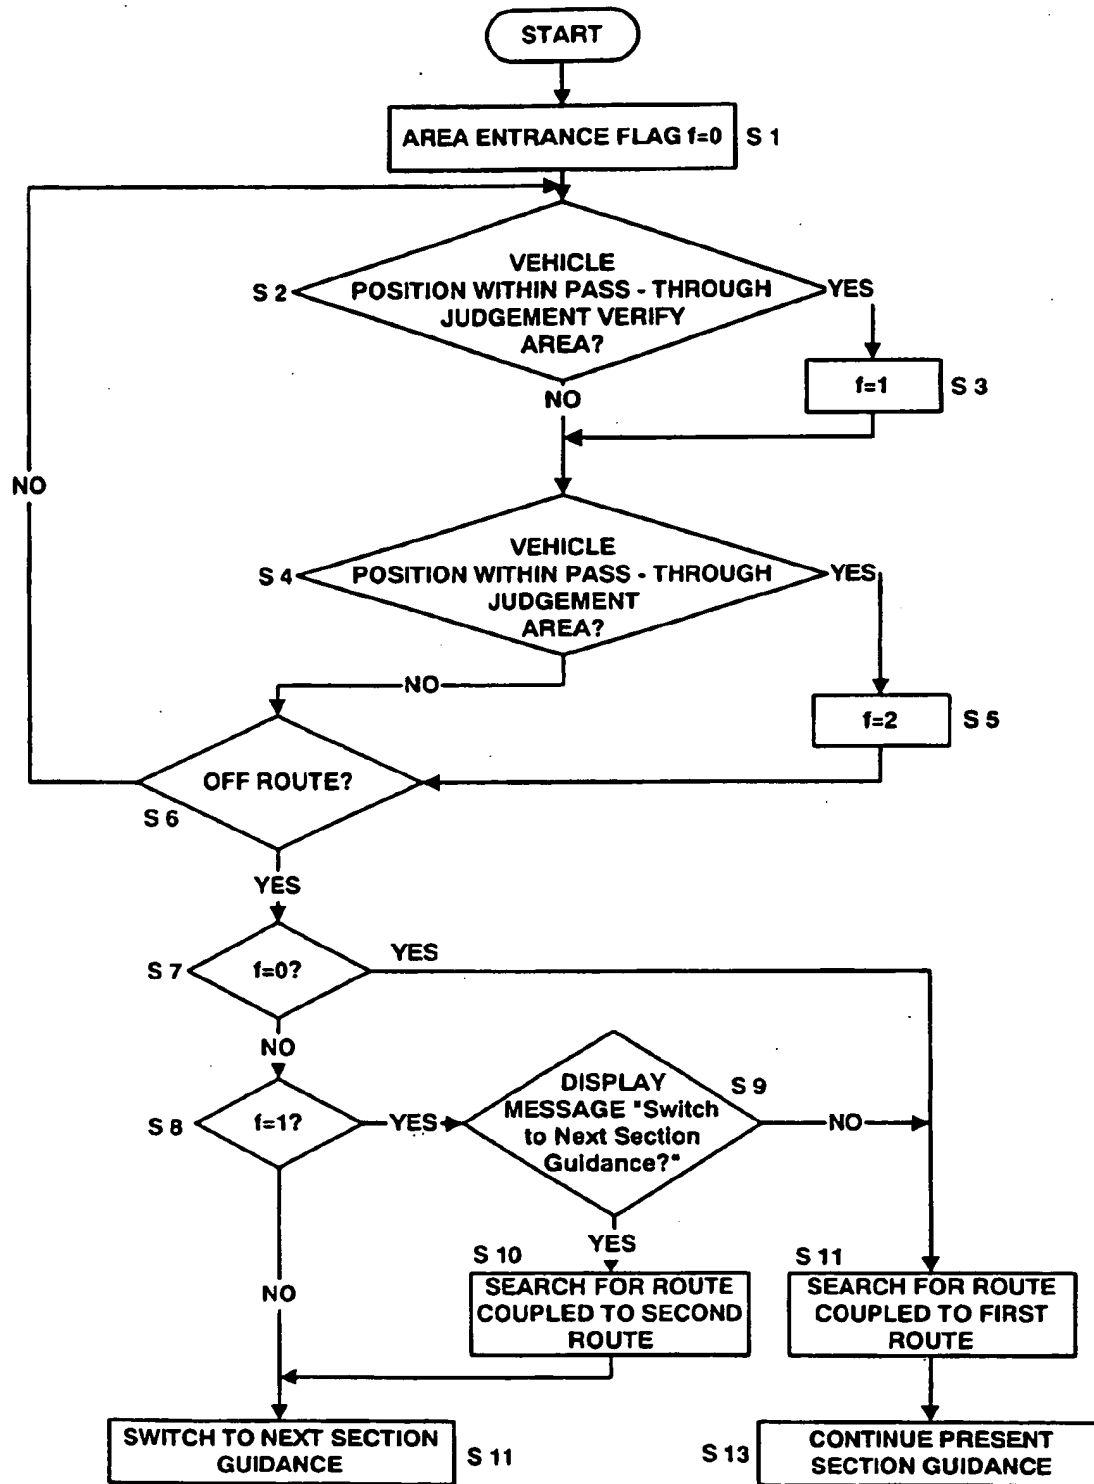 START
AREA ENTRANCE FLAG f=0
S 1
VEHICLE
POSITION WITHIN PASS - THROUGH
JUDGEMENT VERIFY
AREA?
S 2
YES
f=1
S 3
NO
NO
VEHICLE
POSITION WITHIN PASS - THROUGH
JUDGEMENT
AREA?
S 4
YES
NO
f=2
S 5
OFF ROUTE?
S 6
YES
S 7
f=0?
YES
NO
S 8
f=1?
YES
DISPLAY
MESSAGE "Switch
to Next Section
Guidance?"
S 9
NO
YES
NO
S 10
SEARCH FOR ROUTE
COUPLED TO SECOND
ROUTE
S 11
SEARCH FOR ROUTE
COUPLED TO FIRST
ROUTE
SWITCH TO NEXT SECTION
GUIDANCE
S 11
S 13
CONTINUE PRESENT
SECTION GUIDANCE